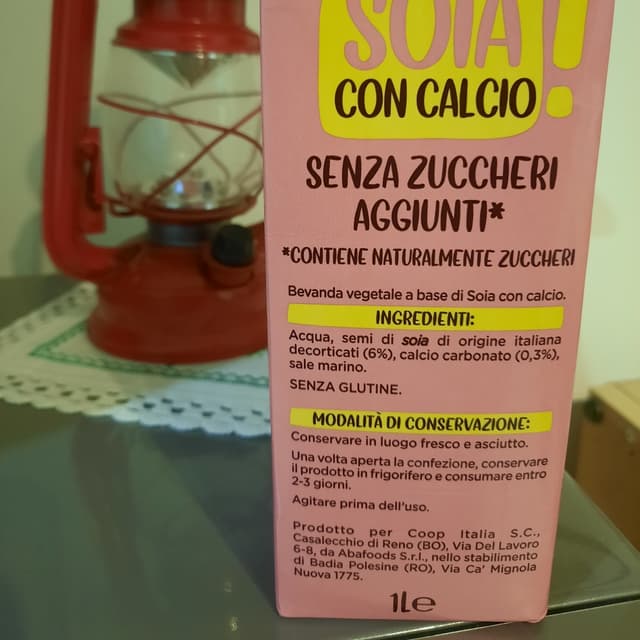 SOIA!
CON CALCIO
SENZA ZUCCHERI
AGGIUNTI*
*CONTIENE NATURALMENTE ZUCCHERI
Bevanda vegetale a base di Soia con calcio.
INGREDIENTI:
Acqua, semi di soia di origine italiana
decorticati (6%), calcio carbonato (0,3%),
sale marino.
SENZA GLUTINE.
MODALITÀ DI CONSERVAZIONE:
Conservare in luogo fresco e asciutto.
Una volta aperta la confezione, conservare
il prodotto in frigorifero e consumare entro
2-3 giorni.
Agitare prima dell'uso.
Prodotto per Coop Italia S.C.,
Casalecchio di Reno (BO), Via Del Lavoro
6-8, da Abafoods S.r.l., nello stabilimento
di Badia Polesine (RO), Via Ca' Mignola
Nuova 1775.
1L℮